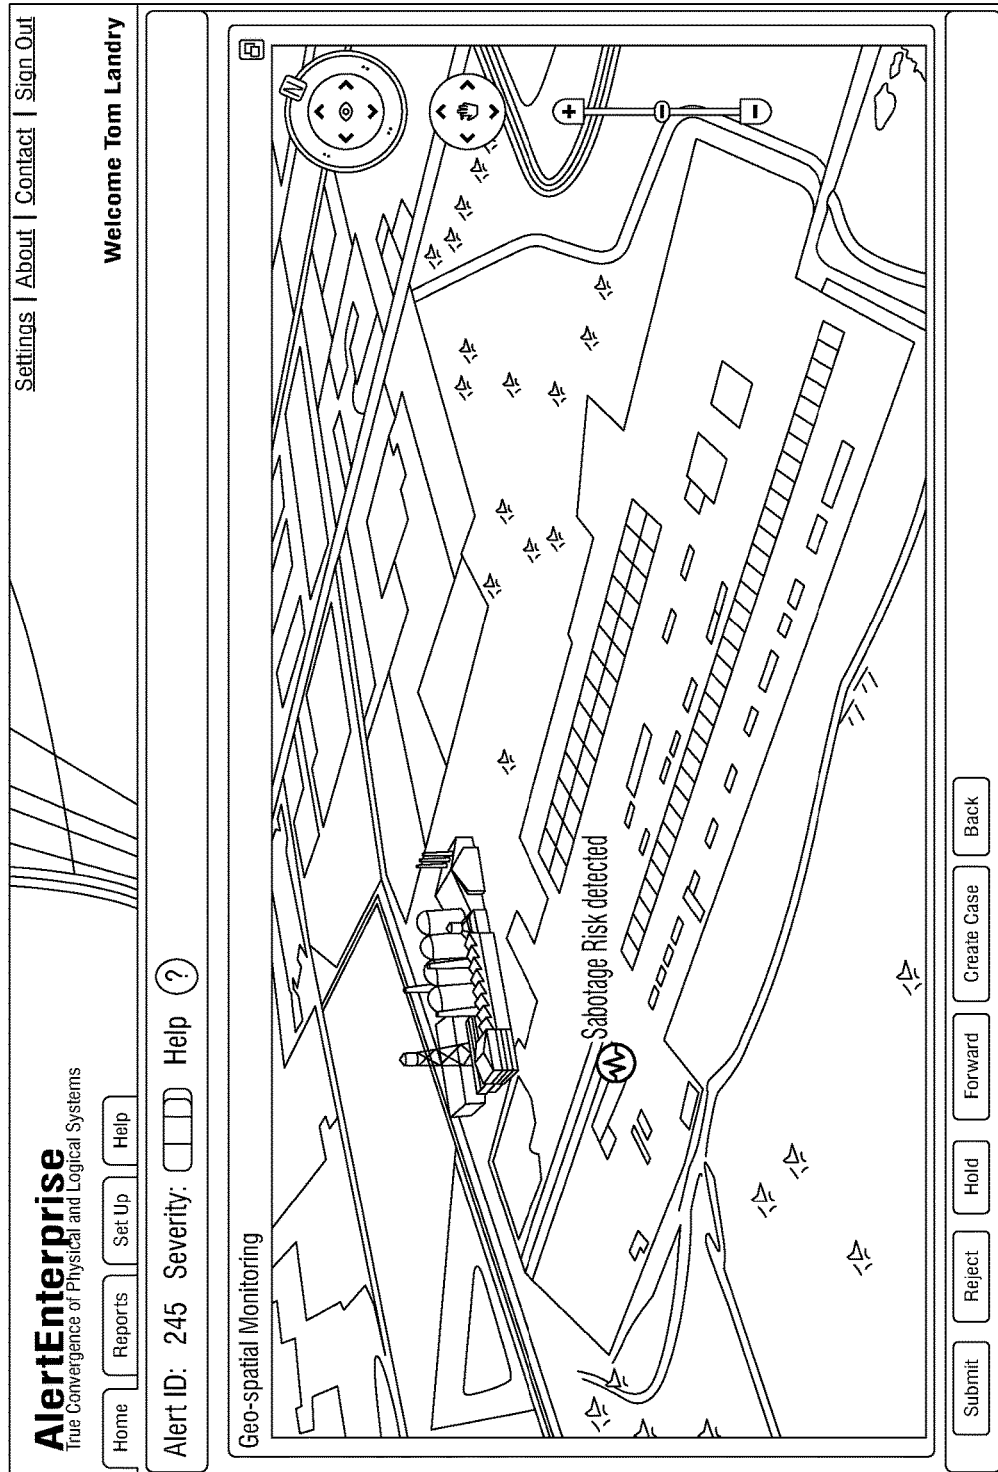 Settings | About | Contact | Sign Out
AlertEnterprise
True Convergence of Physical and Logical Systems
Welcome Tom Landry
Home Reports Set Up Help
Alert ID: 245 Severity: Help ?
Geo-spatial Monitoring
N
+
−
Sabotage Risk detected
Submit Reject Hold Forward Create Case Back